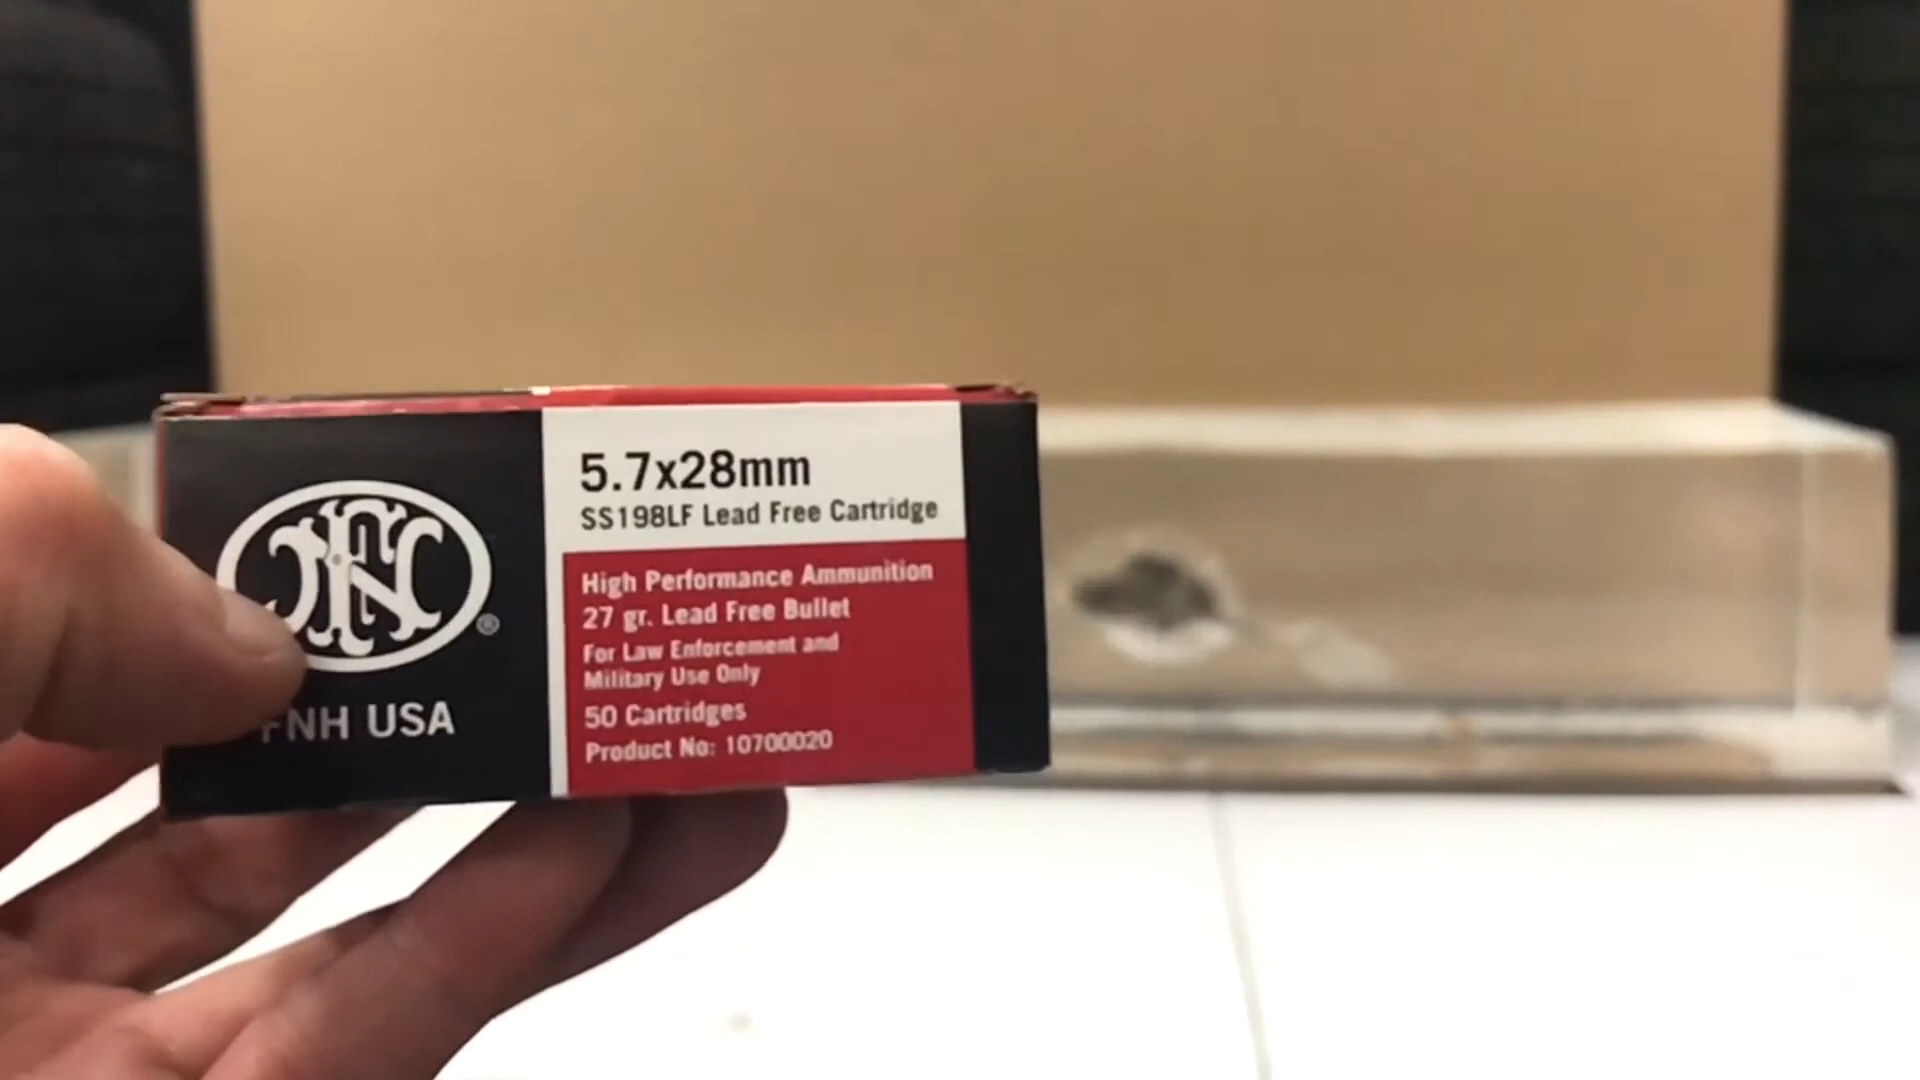 FN®
FNH USA
5.7x28mm
SS198LF Lead Free Cartridge
High Performance Ammunition
27 gr. Lead Free Bullet
For Law Enforcement and
Military Use Only
50 Cartridges
Product No: 10700020